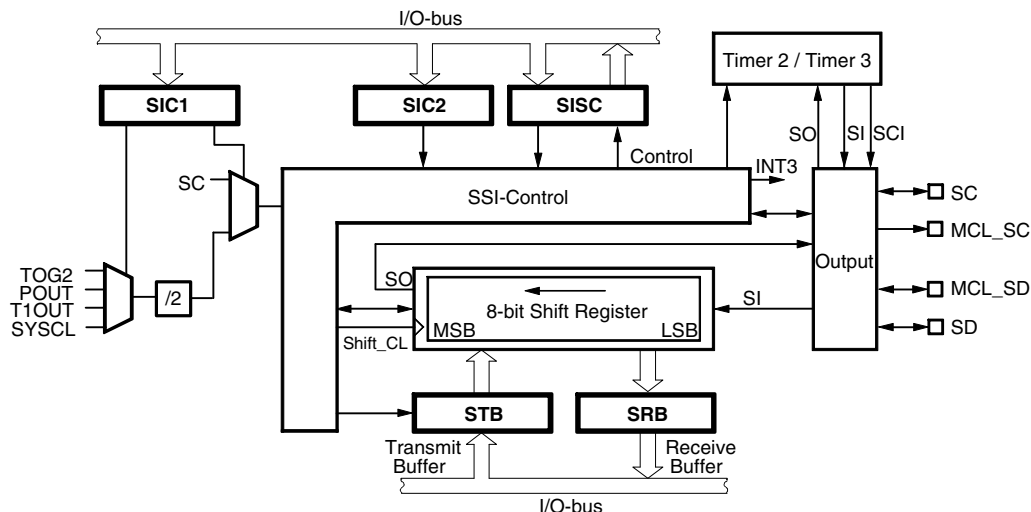 I/O-bus
Timer 2 / Timer 3
SIC1
SIC2
SISC
SO
SI
SCI
Control
INT3
SC
SSI-Control
SC
MCL_SC
Output
TOG2
POUT
T1OUT
SYSCL
/2
SO
8-bit Shift Register
MSB
LSB
SI
MCL_SD
SD
Shift_CL
STB
SRB
Transmit
Buffer
Receive
Buffer
I/O-bus